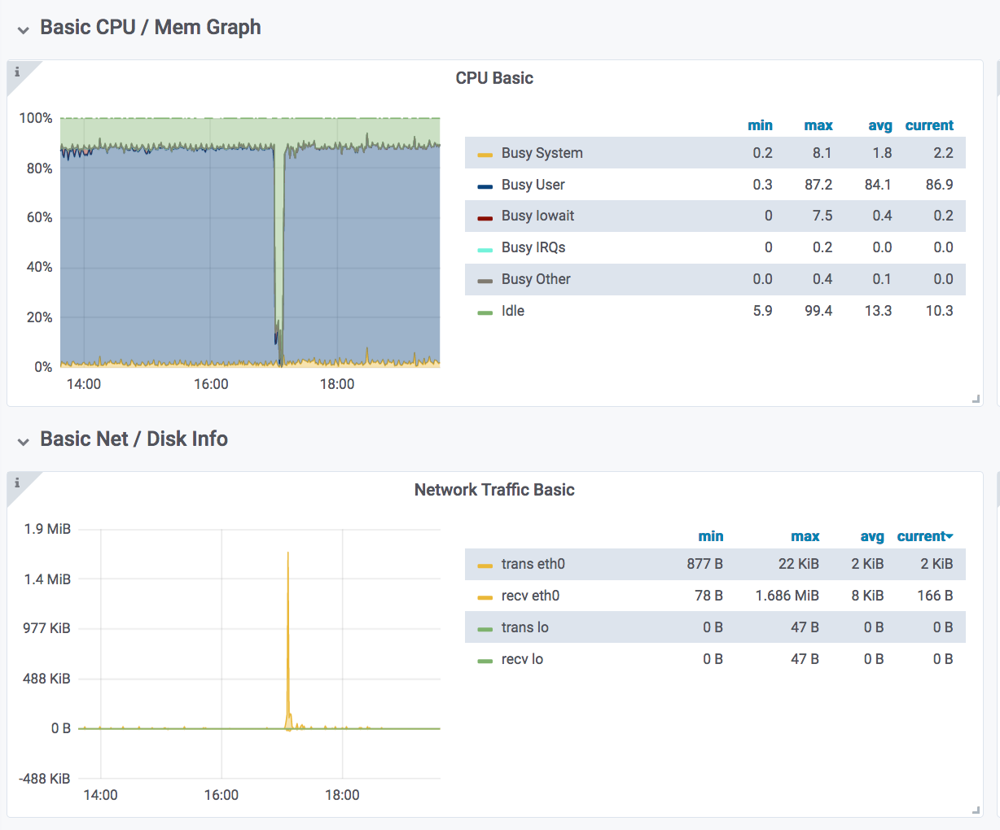 Basic CPU / Mem Graph
i
CPU Basic
100%
80%
60%
40%
20%
0%
14:00 16:00 18:00
min max avg current
Busy System 0.2 8.1 1.8 2.2
Busy User 0.3 87.2 84.1 86.9
Busy Iowait 0 7.5 0.4 0.2
Busy IRQs 0 0.2 0.0 0.0
Busy Other 0.0 0.4 0.1 0.0
Idle 5.9 99.4 13.3 10.3
Basic Net / Disk Info
i
Network Traffic Basic
1.9 MiB
1.4 MiB
977 KiB
488 KiB
0 B
-488 KiB
14:00 16:00 18:00
min max avg current
trans eth0 877 B 22 KiB 2 KiB 2 KiB
recv eth0 78 B 1.686 MiB 8 KiB 166 B
trans lo 0 B 47 B 0 B 0 B
recv lo 0 B 47 B 0 B 0 B